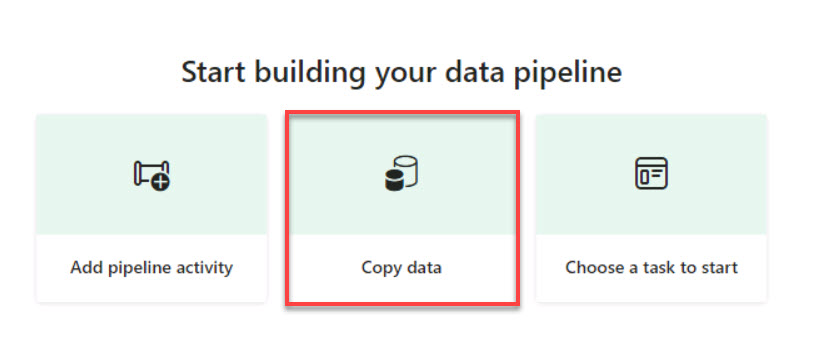 Start building your data pipeline
Add pipeline activity
Copy data
Choose a task to start